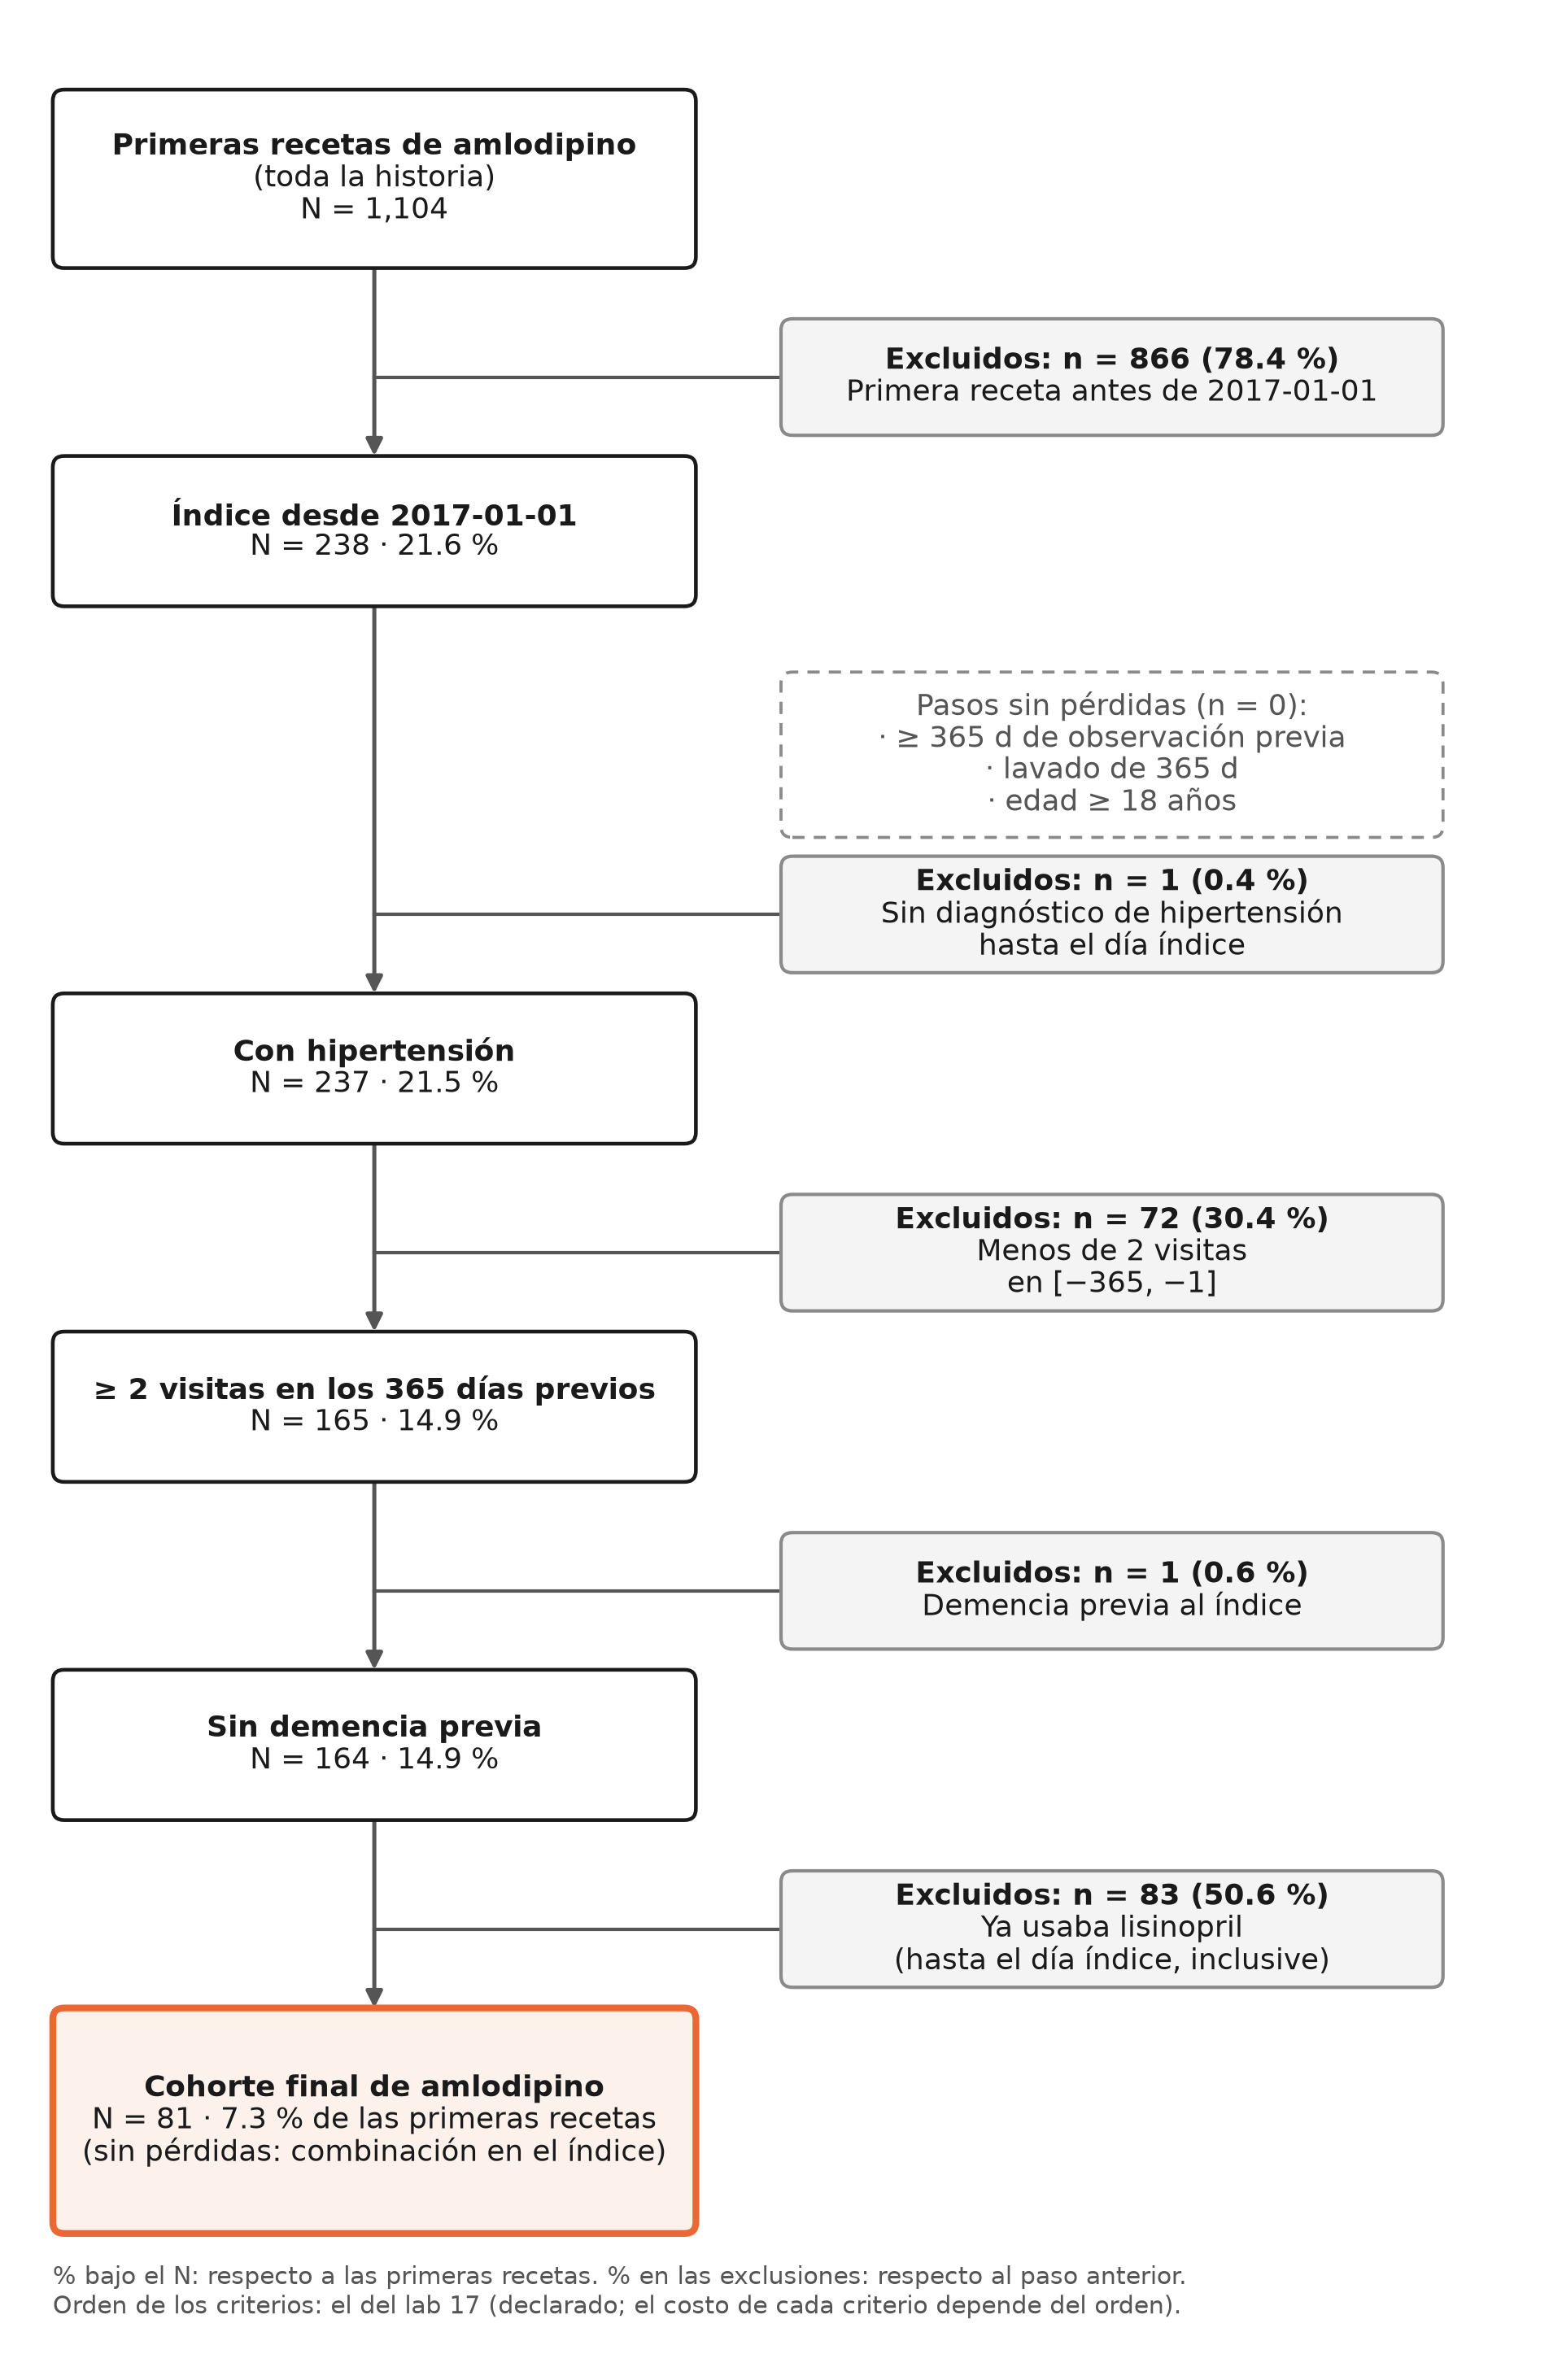 Primeras recetas de amlodipino
(toda la historia)
N = 1,104
Excluidos: n = 866 (78.4 %)
Primera receta antes de 2017-01-01
Índice desde 2017-01-01
N = 238 · 21.6 %
Pasos sin pérdidas (n = 0):
· ≥ 365 d de observación previa
· lavado de 365 d
· edad ≥ 18 años
Excluidos: n = 1 (0.4 %)
Sin diagnóstico de hipertensión
hasta el día índice
Con hipertensión
N = 237 · 21.5 %
Excluidos: n = 72 (30.4 %)
Menos de 2 visitas
en [−365, −1]
≥ 2 visitas en los 365 días previos
N = 165 · 14.9 %
Excluidos: n = 1 (0.6 %)
Demencia previa al índice
Sin demencia previa
N = 164 · 14.9 %
Excluidos: n = 83 (50.6 %)
Ya usaba lisinopril
(hasta el día índice, inclusive)
Cohorte final de amlodipino
N = 81 · 7.3 % de las primeras recetas
(sin pérdidas: combinación en el índice)
% bajo el N: respecto a las primeras recetas. % en las exclusiones: respecto al paso anterior.
Orden de los criterios: el del lab 17 (declarado; el costo de cada criterio depende del orden).